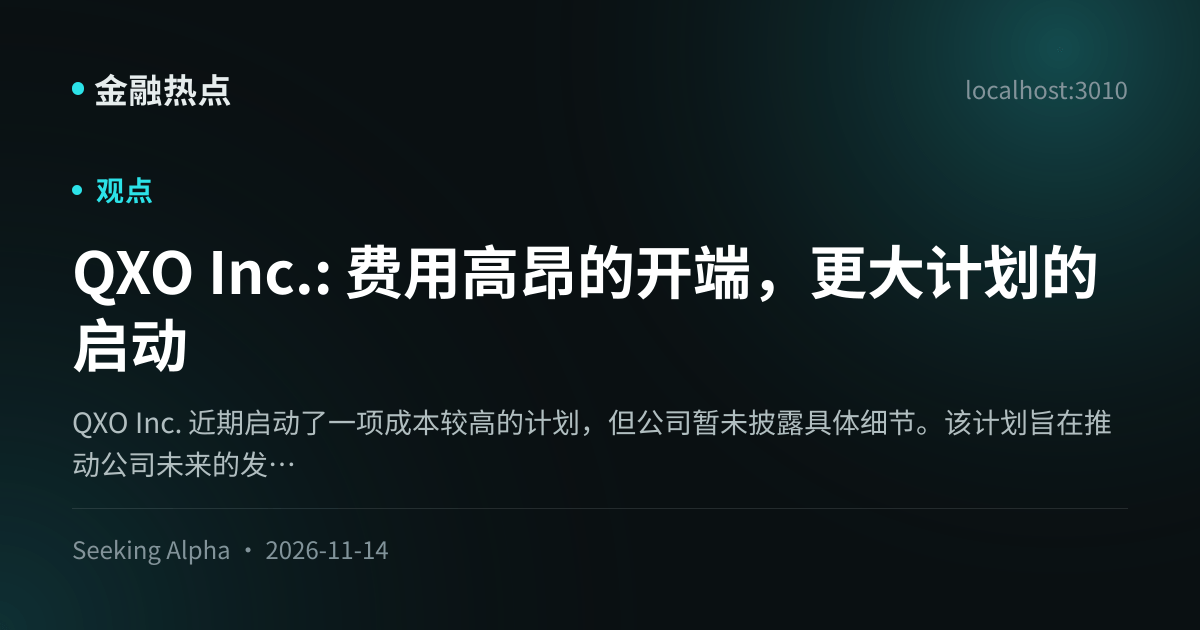 金融热点
localhost:3010
观点
QXO Inc.: 费用高昂的开端，更大计划的
启动
QXO Inc. 近期启动了一项成本较高的计划，但公司暂未披露具体细节。该计划旨在推
动公司未来的发…
Seeking Alpha · 2026-11-14